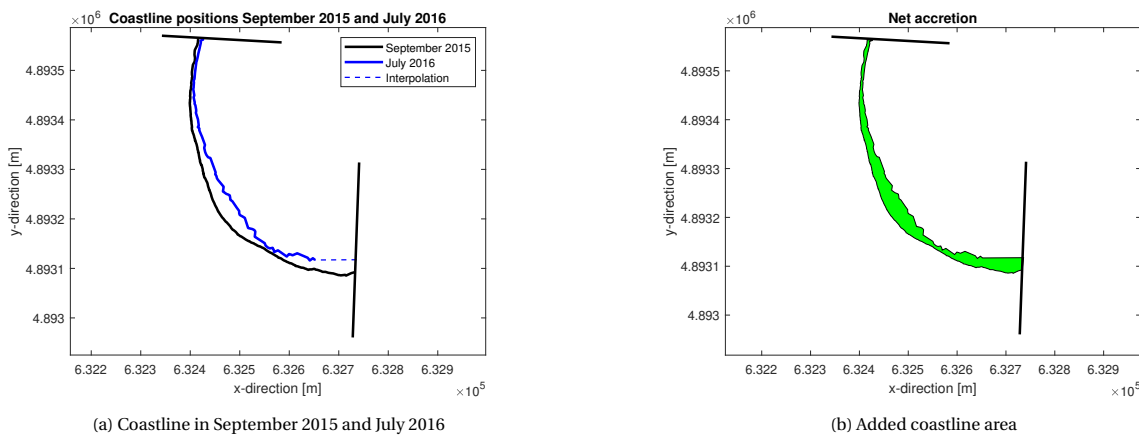 Coastline positions September 2015 and July 2016
×10⁶
September 2015
July 2016
Interpolation
4.8935
4.8934
4.8933
4.8932
4.8931
4.893
y-direction [m]
6.322 6.323 6.324 6.325 6.326 6.327 6.328 6.329
x-direction [m]
×10⁵
(a) Coastline in September 2015 and July 2016
Net accretion
×10⁶
4.8935
4.8934
4.8933
4.8932
4.8931
4.893
y-direction [m]
6.322 6.323 6.324 6.325 6.326 6.327 6.328 6.329
x-direction [m]
×10⁵
(b) Added coastline area